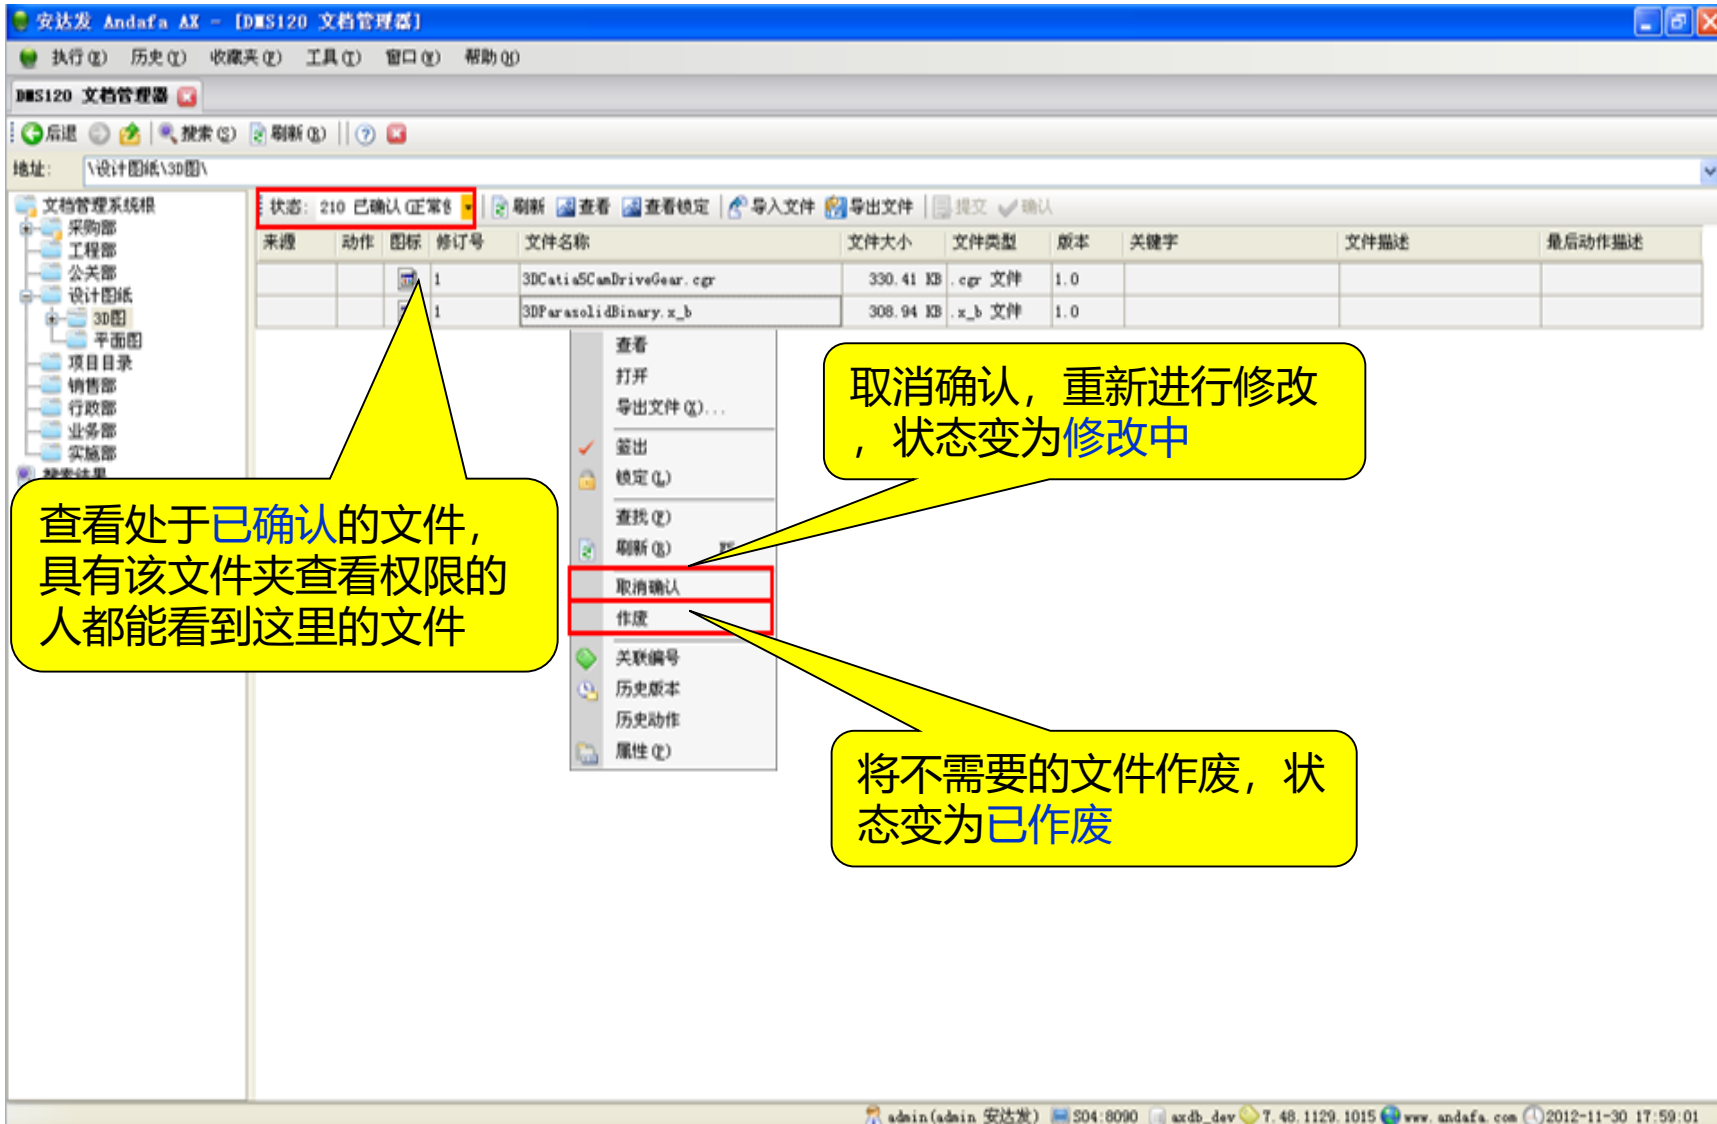 安达发 Andafa AX - [DMS120 文档管理器]
执行(E) 历史(I) 收藏夹(F) 工具(T) 窗口(W) 帮助(H)
DMS120 文档管理器
后退 搜索(S) 刷新(R)
地址: \设计图纸\3D图\
文档管理系统根
采购部
工程部
公关部
设计图纸
3D图
平面图
项目目录
销售部
行政部
业务部
实施部
搜索结果
状态: 210 已确认(正常 刷新 查看 查看锁定 导入文件 导出文件 提交 确认
来源 动作 图标 修订号 文件名称 文件大小 文件类型 版本 关键字 文件描述 最后动作描述
1 3DCatia5CamDriveGear.cgr 330.41 KB .cgr 文件 1.0
1 3DParasolidBinary.x_b 308.94 KB .x_b 文件 1.0
查看
打开
导出文件(X)...
签出
锁定(L)
查找(F)
刷新(R)
取消确认
作废
关联编号
历史版本
历史动作
属性(P)
查看处于已确认的文件，
具有该文件夹查看权限的
人都能看到这里的文件
取消确认，重新进行修改
，状态变为修改中
将不需要的文件作废，状
态变为已作废
admin(admin 安达发) S04:8090 axdb_dev 7.48.1129.1015 www.andafa.com 2012-11-30 17:59:01